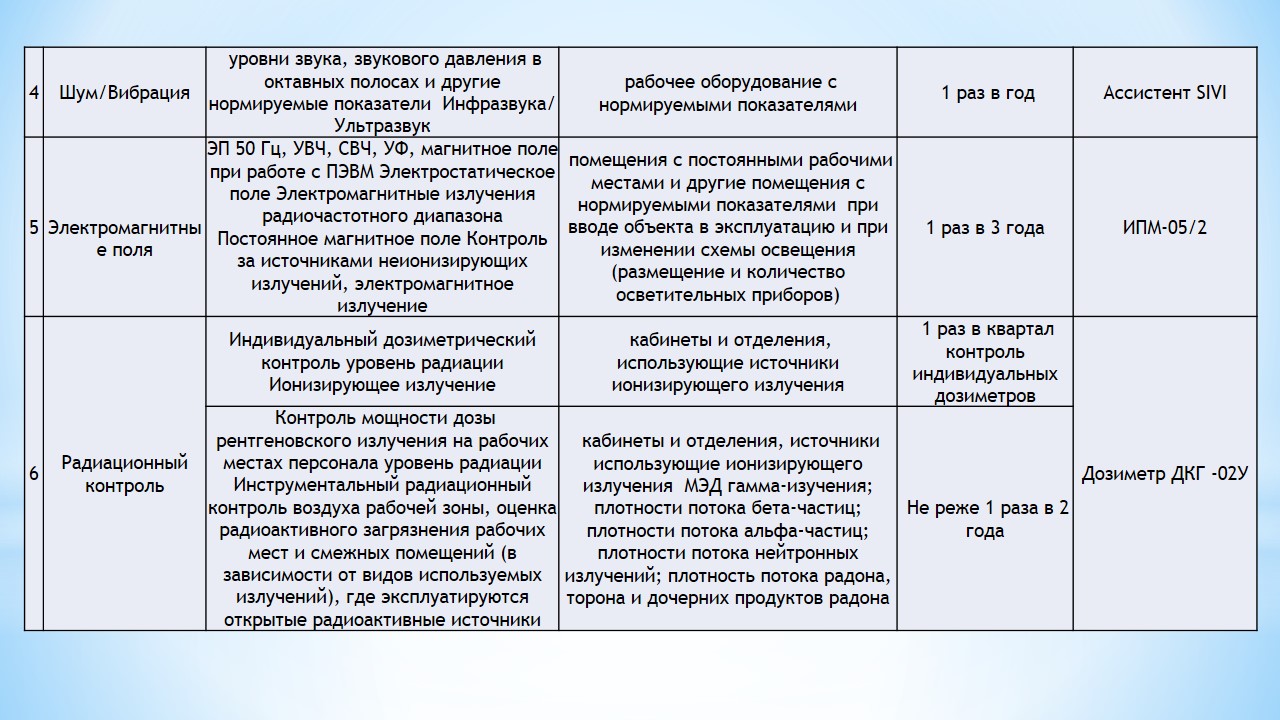 4
Шум/Вибрация
уровни звука, звукового давления в
октавных полосах и другие
нормируемые показатели  Инфразвука/
Ультразвук
рабочее оборудование с
нормируемыми показателями
1 раз в год
Ассистент SIVI
5
Электромагнитны
е поля
ЭП 50 Гц, УВЧ, СВЧ, УФ, магнитное поле
при работе с ПЭВМ Электростатическое
поле Электромагнитные излучения
радиочастотного диапазона
Постоянное магнитное поле Контроль
за источниками неионизирующих
излучений, электромагнитное
излучение
помещения с постоянными рабочими
местами и другие помещения с
нормируемыми показателями  при
вводе объекта в эксплуатацию и при
изменении схемы освещения
(размещение и количество
осветительных приборов)
1 раз в 3 года
ИПМ-05/2
6
Радиационный
контроль
Индивидуальный дозиметрический
контроль уровень радиации
Ионизирующее излучение
кабинеты и отделения,
использующие источники
ионизирующего излучения
1 раз в квартал
контроль
индивидуальных
дозиметров
Дозиметр ДКГ -02У
Контроль мощности дозы
рентгеновского излучения на рабочих
местах персонала уровень радиации
Инструментальный радиационный
контроль воздуха рабочей зоны, оценка
радиоактивного загрязнения рабочих
мест и смежных помещений (в
зависимости от видов используемых
излучений), где эксплуатируются
открытые радиоактивные источники
кабинеты и отделения, источники
использующие ионизирующего
излучения  МЭД гамма-изучения;
плотности потока бета-частиц;
плотности потока альфа-частиц;
плотности потока нейтронных
излучений; плотность потока радона,
торона и дочерних продуктов радона
Не реже 1 раза в 2
года